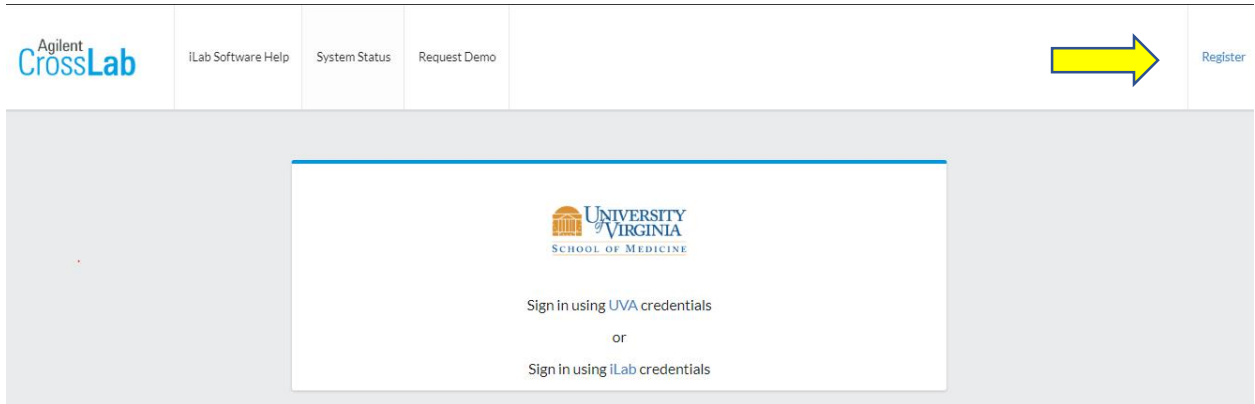 Agilent
CrossLab
iLab Software Help
System Status
Request Demo
Register
UNIVERSITY
of VIRGINIA
SCHOOL OF MEDICINE
Sign in using UVA credentials
or
Sign in using iLab credentials